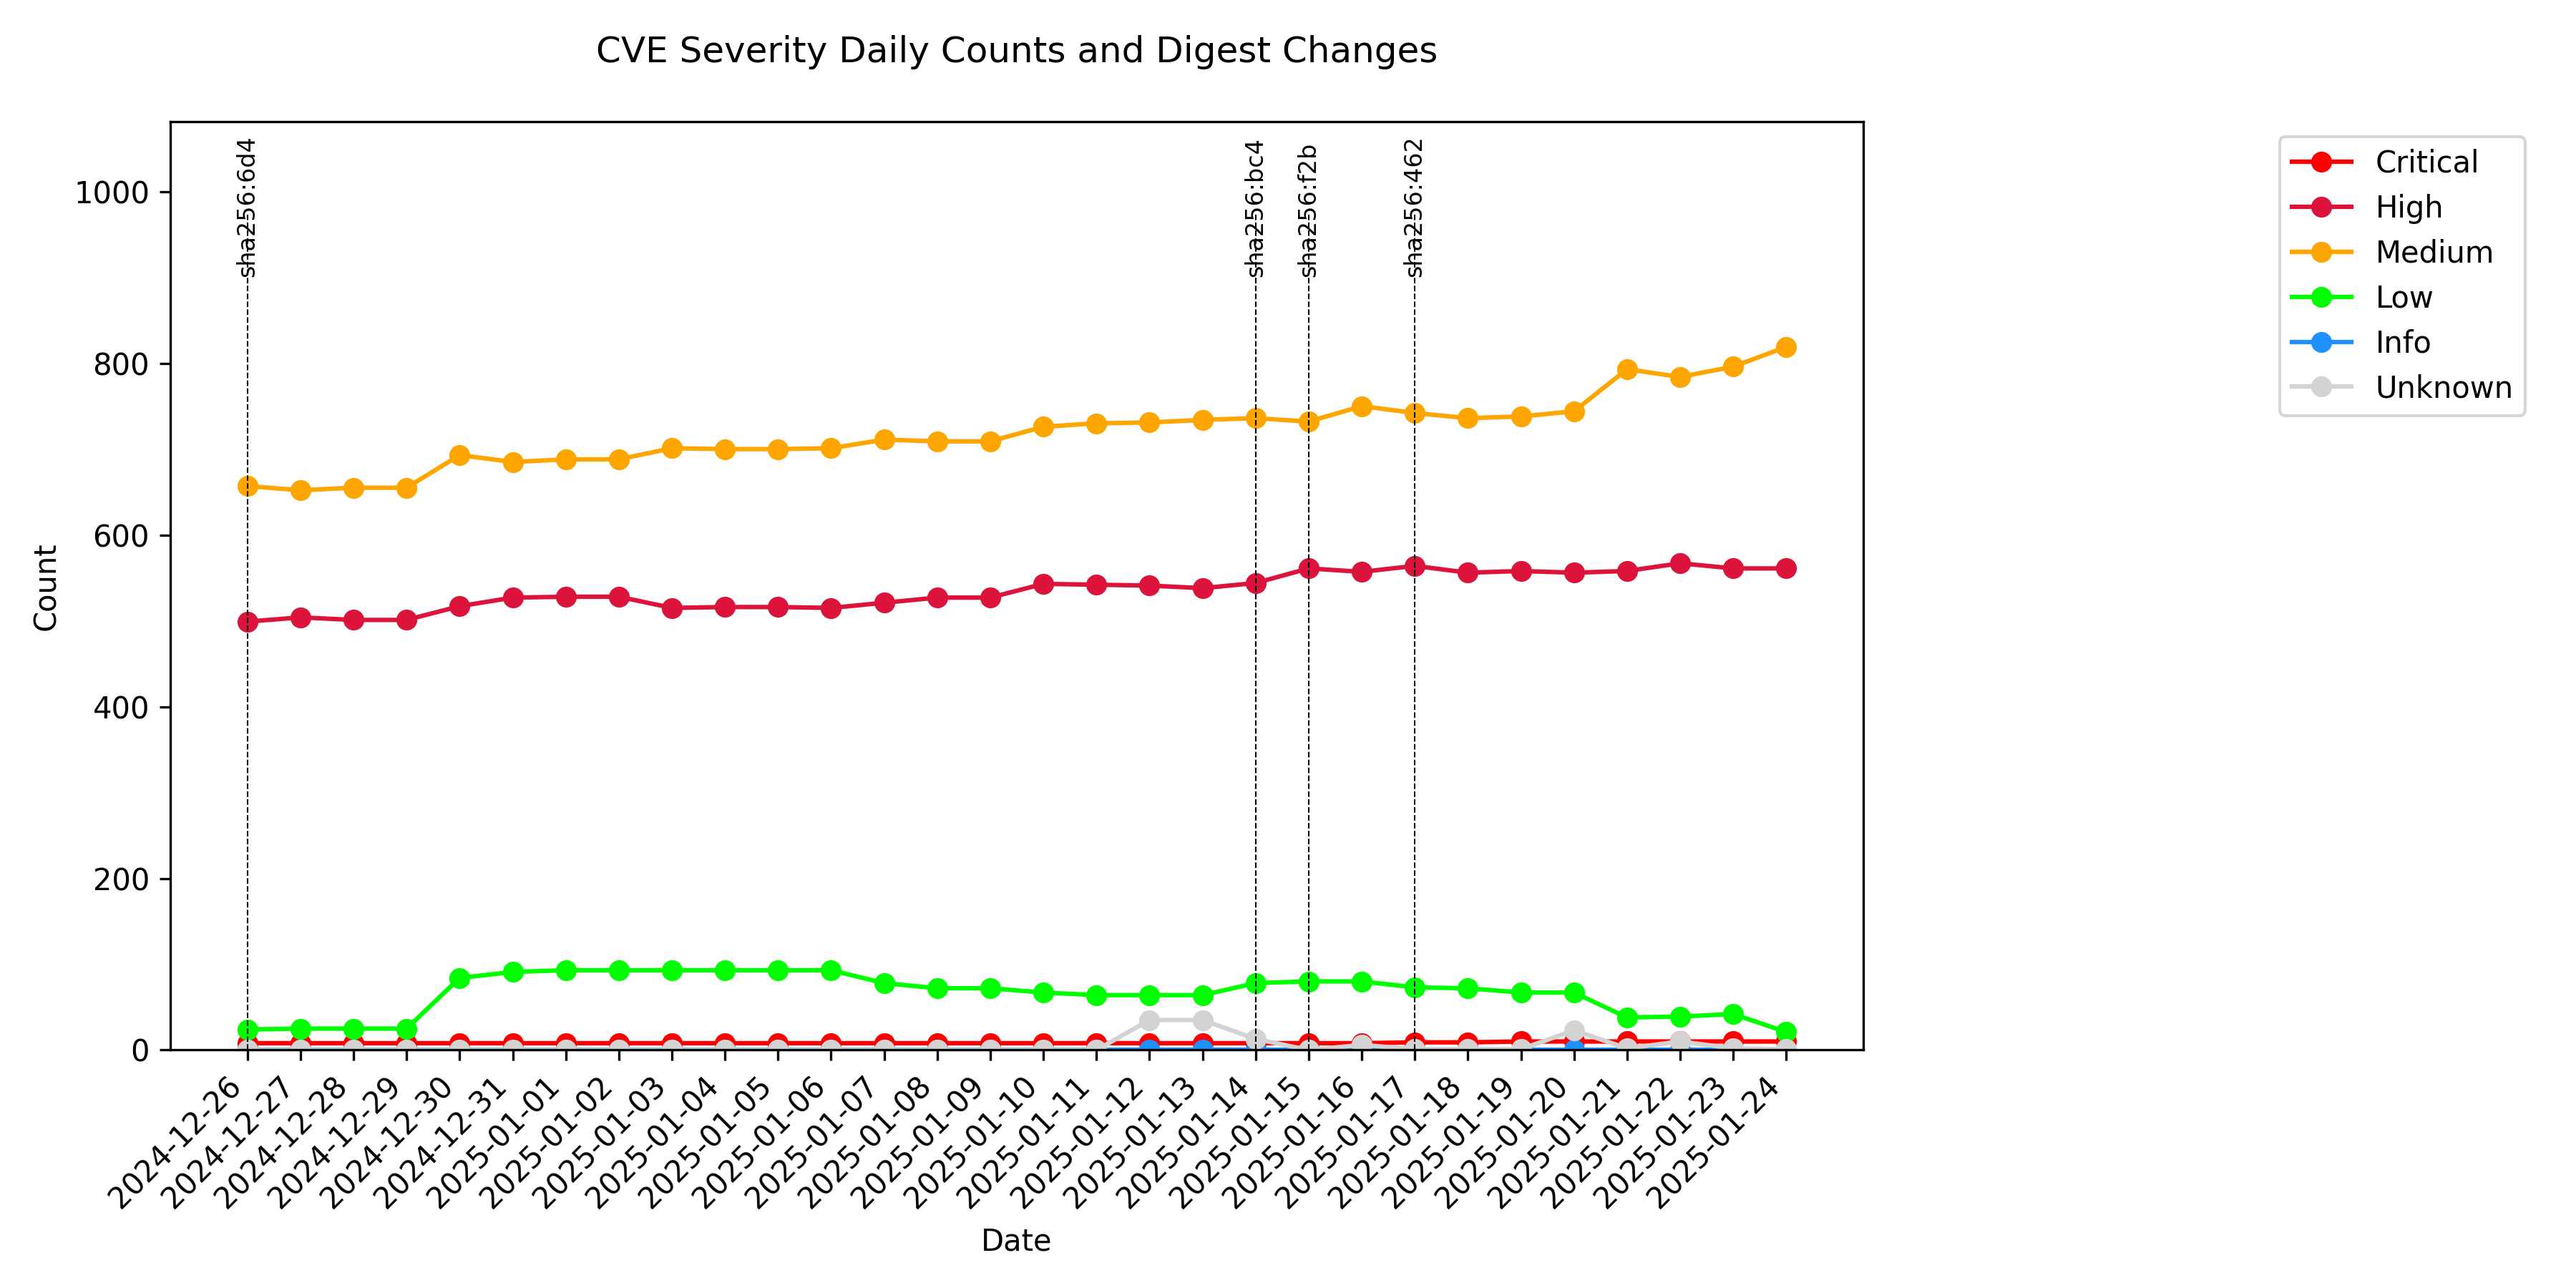 CVE Severity Daily Counts and Digest Changes
sha256:6d4
sha256:bc4
sha256:f2b
sha256:462
1000
800
600
400
200
0
Count
2024-12-26
2024-12-27
2024-12-28
2024-12-29
2024-12-30
2024-12-31
2025-01-01
2025-01-02
2025-01-03
2025-01-04
2025-01-05
2025-01-06
2025-01-07
2025-01-08
2025-01-09
2025-01-10
2025-01-11
2025-01-12
2025-01-13
2025-01-14
2025-01-15
2025-01-16
2025-01-17
2025-01-18
2025-01-19
2025-01-20
2025-01-21
2025-01-22
2025-01-23
2025-01-24
Date
Critical
High
Medium
Low
Info
Unknown